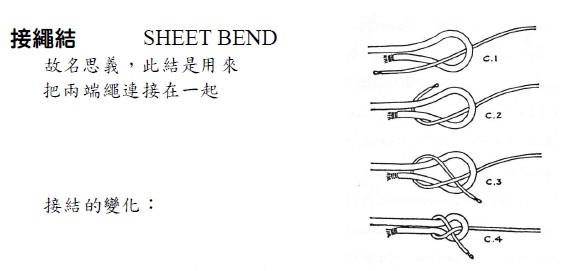 接繩結 SHEET BEND
故名思義，此結是用來
把兩端繩連接在一起
接結的變化：
C.1
C.2
C.3
C.4